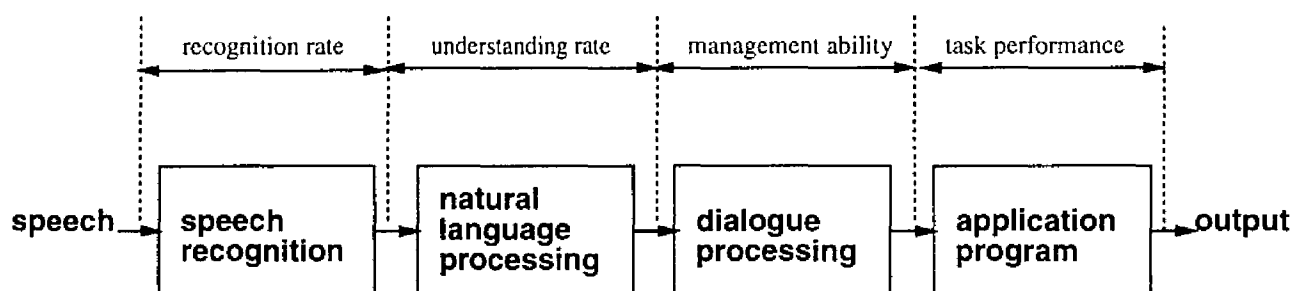 recognition rate understanding rate management ability task performance
speech
speech
recognition
natural
language
processing
dialogue
processing
application
program
output